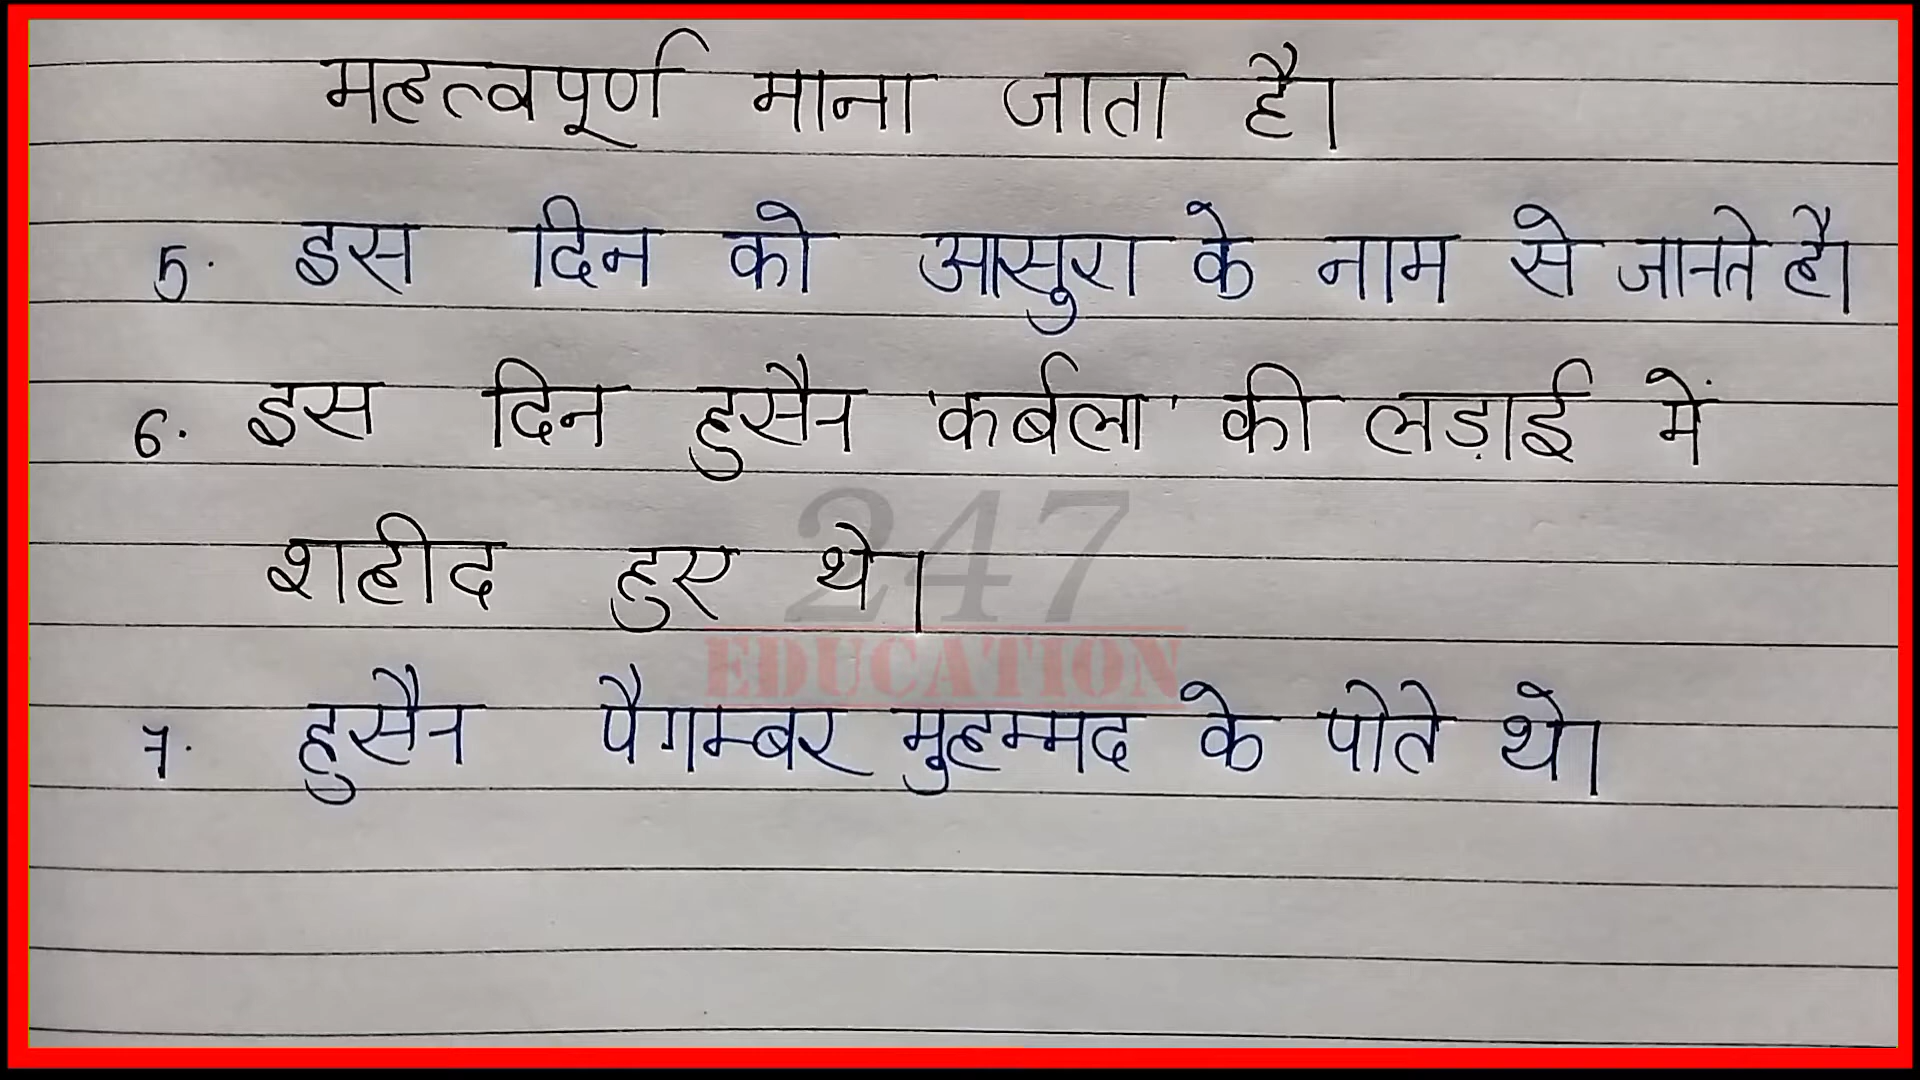 महत्वपूर्ण माना जाता है।
5. इस दिन को आसुरा के नाम से जानते है।
6. इस दिन हुसैन 'कर्बला' की लड़ाई में
शहीद हुए थे।
247
EDUCATION
7. हुसैन पैगम्बर मुहम्मद के पोते थे।